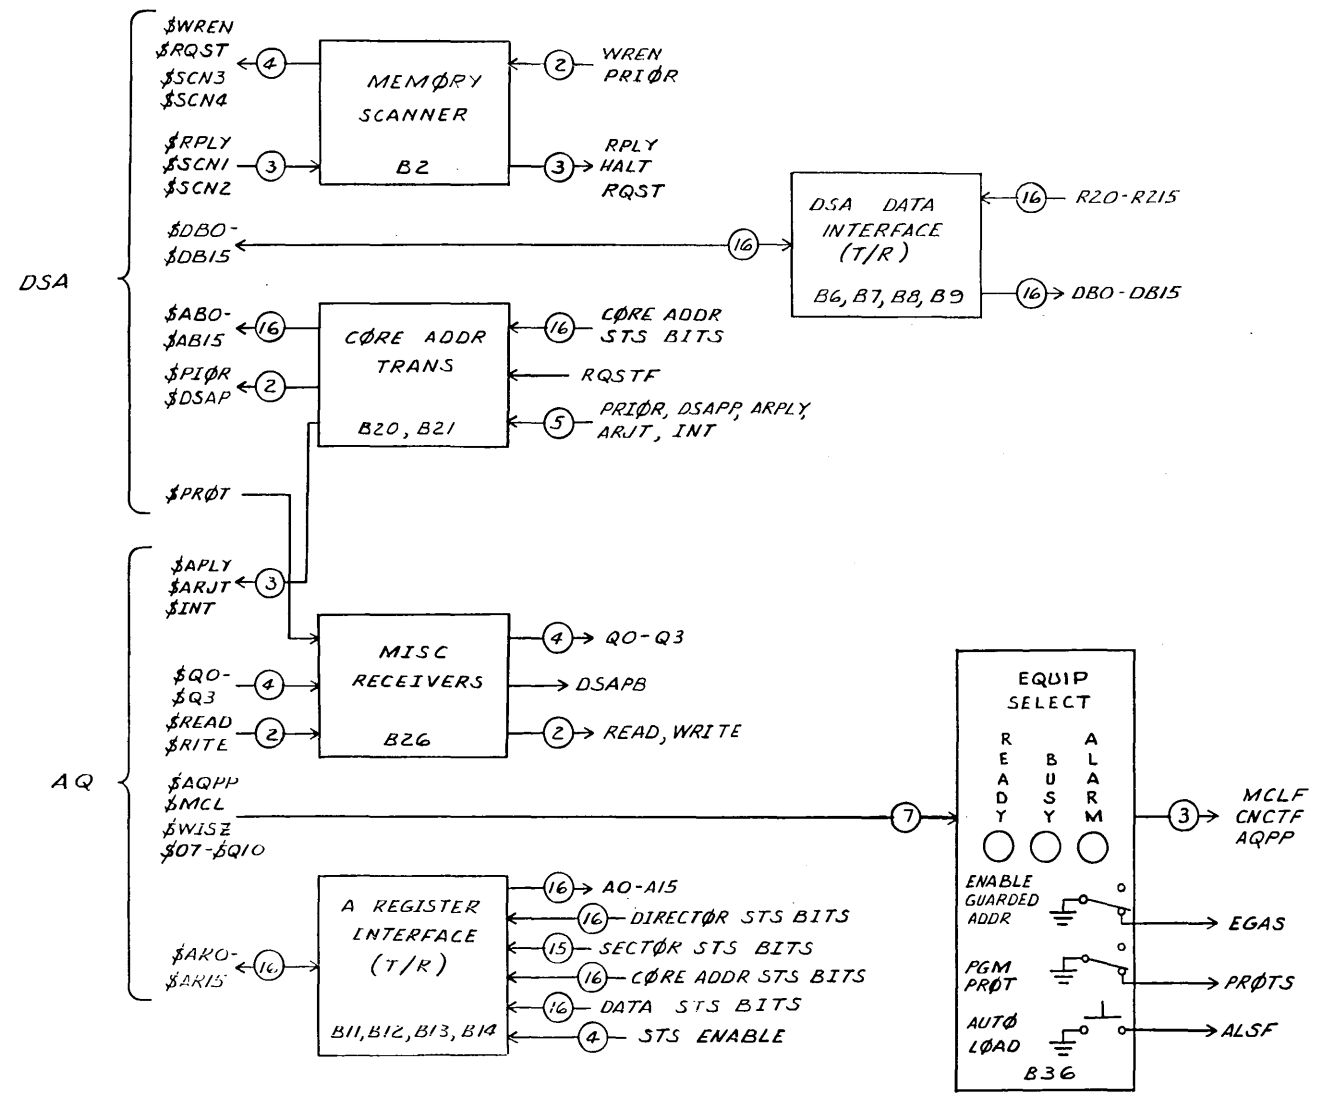 DSA
$WREN
$RQST
$SCN3
$SCN4
4
$RPLY
$SCN1
$SCN2
3
MEMØRY
SCANNER
B2
2
WREN
PRIØR
3
RPLY
HALT
RQST
$DB0-
$DB15
16
DSA DATA
INTERFACE
(T/R)
B6, B7, B8, B9
16
RZ0-RZ15
16
DB0-DB15
$AB0-
$AB15
16
$PIØR
$DSAP
2
CØRE ADDR
TRANS
B20, B21
16
CØRE ADDR
STS BITS
RQSTF
5
PRIØR, DSAPP, ARPLY,
ARJT, INT
$PRØT
AQ
$APLY
$ARJT
$INT
3
$Q0-
$Q3
4
$READ
$RITE
2
MISC
RECEIVERS
B26
4
Q0-Q3
DSAPB
2
READ, WRITE
$AQPP
$MCL
$WISZ
$07-$Q10
7
EQUIP
SELECT
READY
BUSY
ALARM
3
MCLF
CNCTF
AQPP
ENABLE
GUARDED
ADDR
EGAS
PGM
PRØT
PRØTS
AUTØ
LØAD
ALSF
B36
$AR0-
$AR15
16
A REGISTER
INTERFACE
(T/R)
B11, B12, B13, B14
16
A0-A15
16
DIRECTØR STS BITS
15
SECTØR STS BITS
16
CØRE ADDR STS BITS
16
DATA STS BITS
4
STS ENABLE